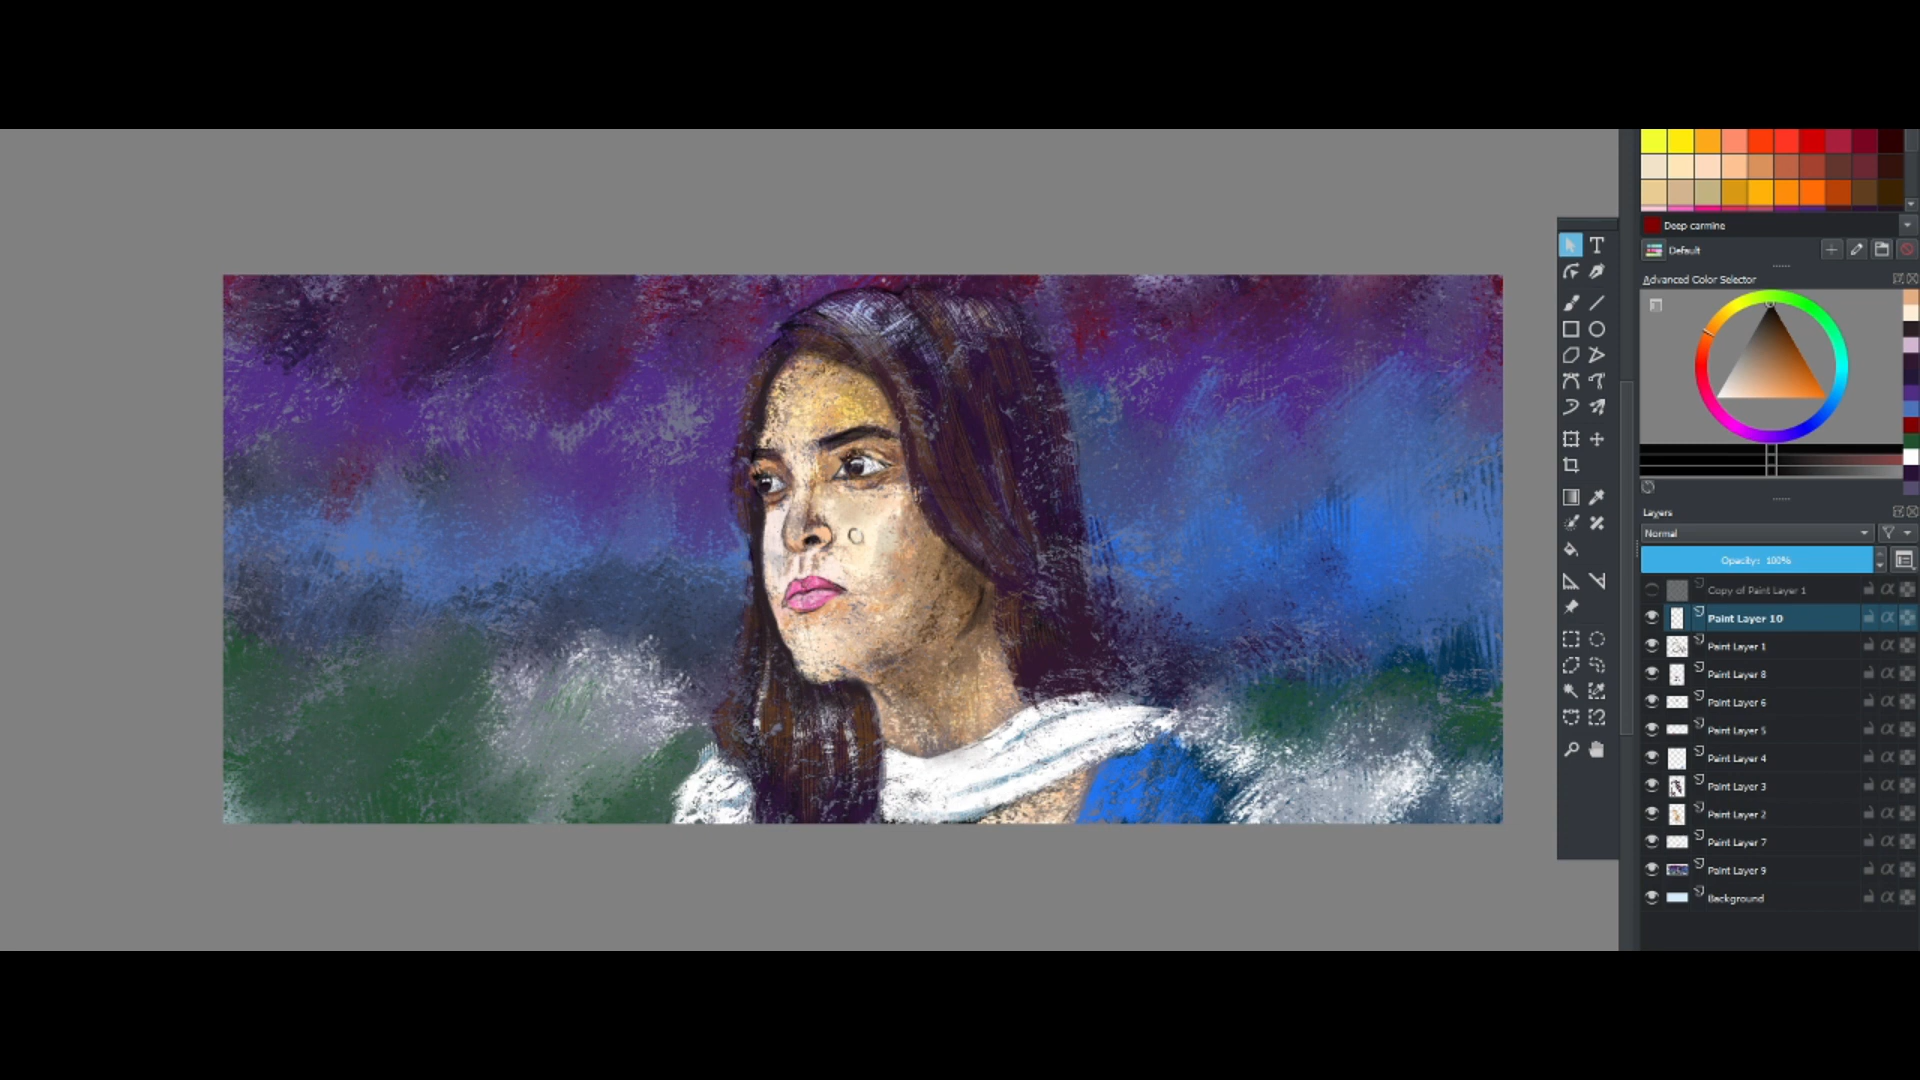 Deep carmine
Default
Advanced Color Selector
Layers
Normal
Opacity: 100%
Copy of Paint Layer 1
Paint Layer 10
Paint Layer 1
Paint Layer 8
Paint Layer 6
Paint Layer 5
Paint Layer 4
Paint Layer 3
Paint Layer 2
Paint Layer 7
Paint Layer 9
Background